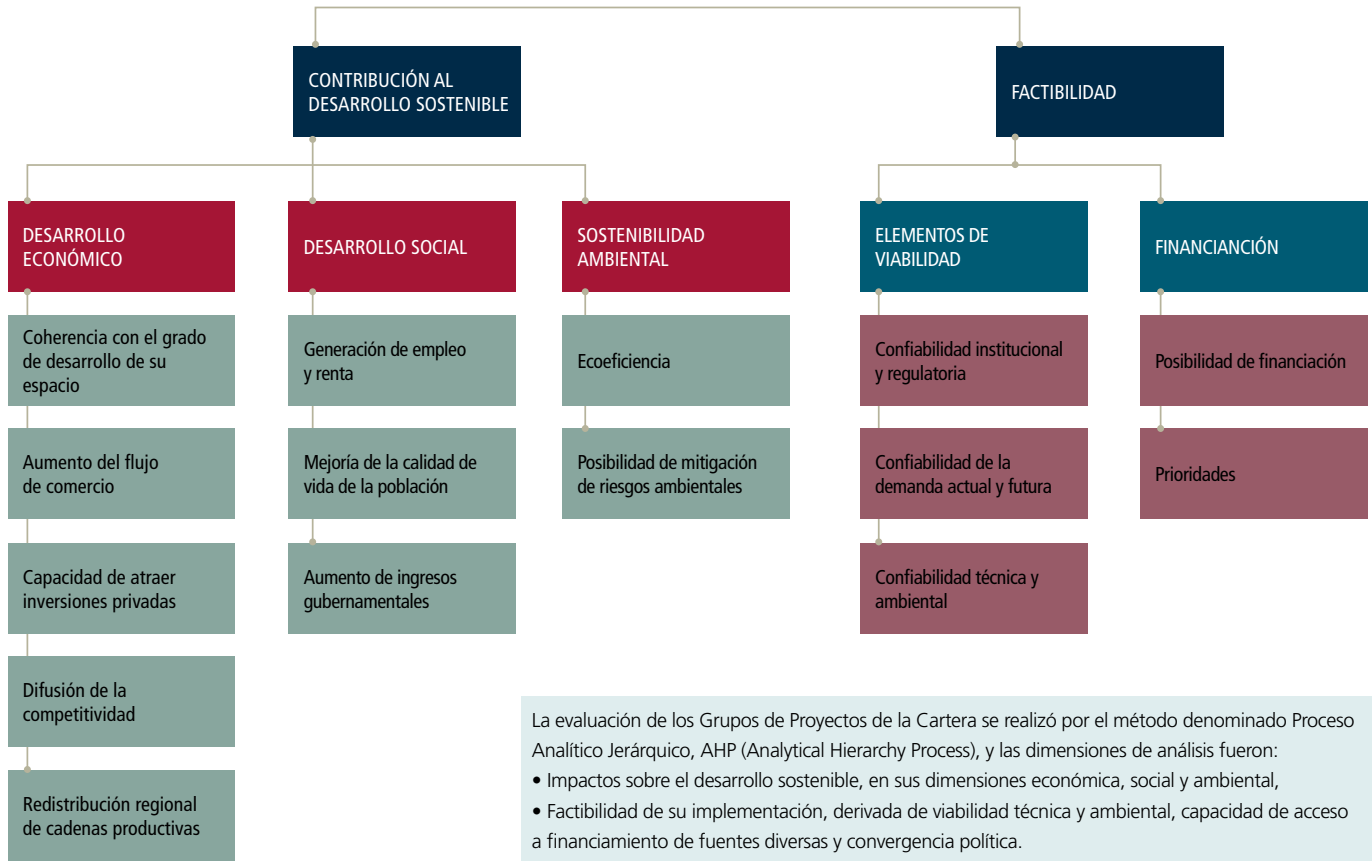 CONTRIBUCIÓN AL
DESARROLLO SOSTENIBLE
FACTIBILIDAD
DESARROLLO
ECONÓMICO
DESARROLLO SOCIAL
SOSTENIBILIDAD
AMBIENTAL
ELEMENTOS DE
VIABILIDAD
FINANCIANCIÓN
Coherencia con el grado
de desarrollo de su
espacio
Aumento del flujo
de comercio
Capacidad de atraer
inversiones privadas
Difusión de la
competitividad
Redistribución regional
de cadenas productivas
Generación de empleo
y renta
Mejoría de la calidad de
vida de la población
Aumento de ingresos
gubernamentales
Ecoeficiencia
Posibilidad de mitigación
de riesgos ambientales
Confiabilidad institucional
y regulatoria
Confiabilidad de la
demanda actual y futura
Confiabilidad técnica y
ambiental
Posibilidad de financiación
Prioridades
La evaluación de los Grupos de Proyectos de la Cartera se realizó por el método denominado Proceso
Analítico Jerárquico, AHP (Analytical Hierarchy Process), y las dimensiones de análisis fueron:
• Impactos sobre el desarrollo sostenible, en sus dimensiones económica, social y ambiental,
• Factibilidad de su implementación, derivada de viabilidad técnica y ambiental, capacidad de acceso
a financiamiento de fuentes diversas y convergencia política.